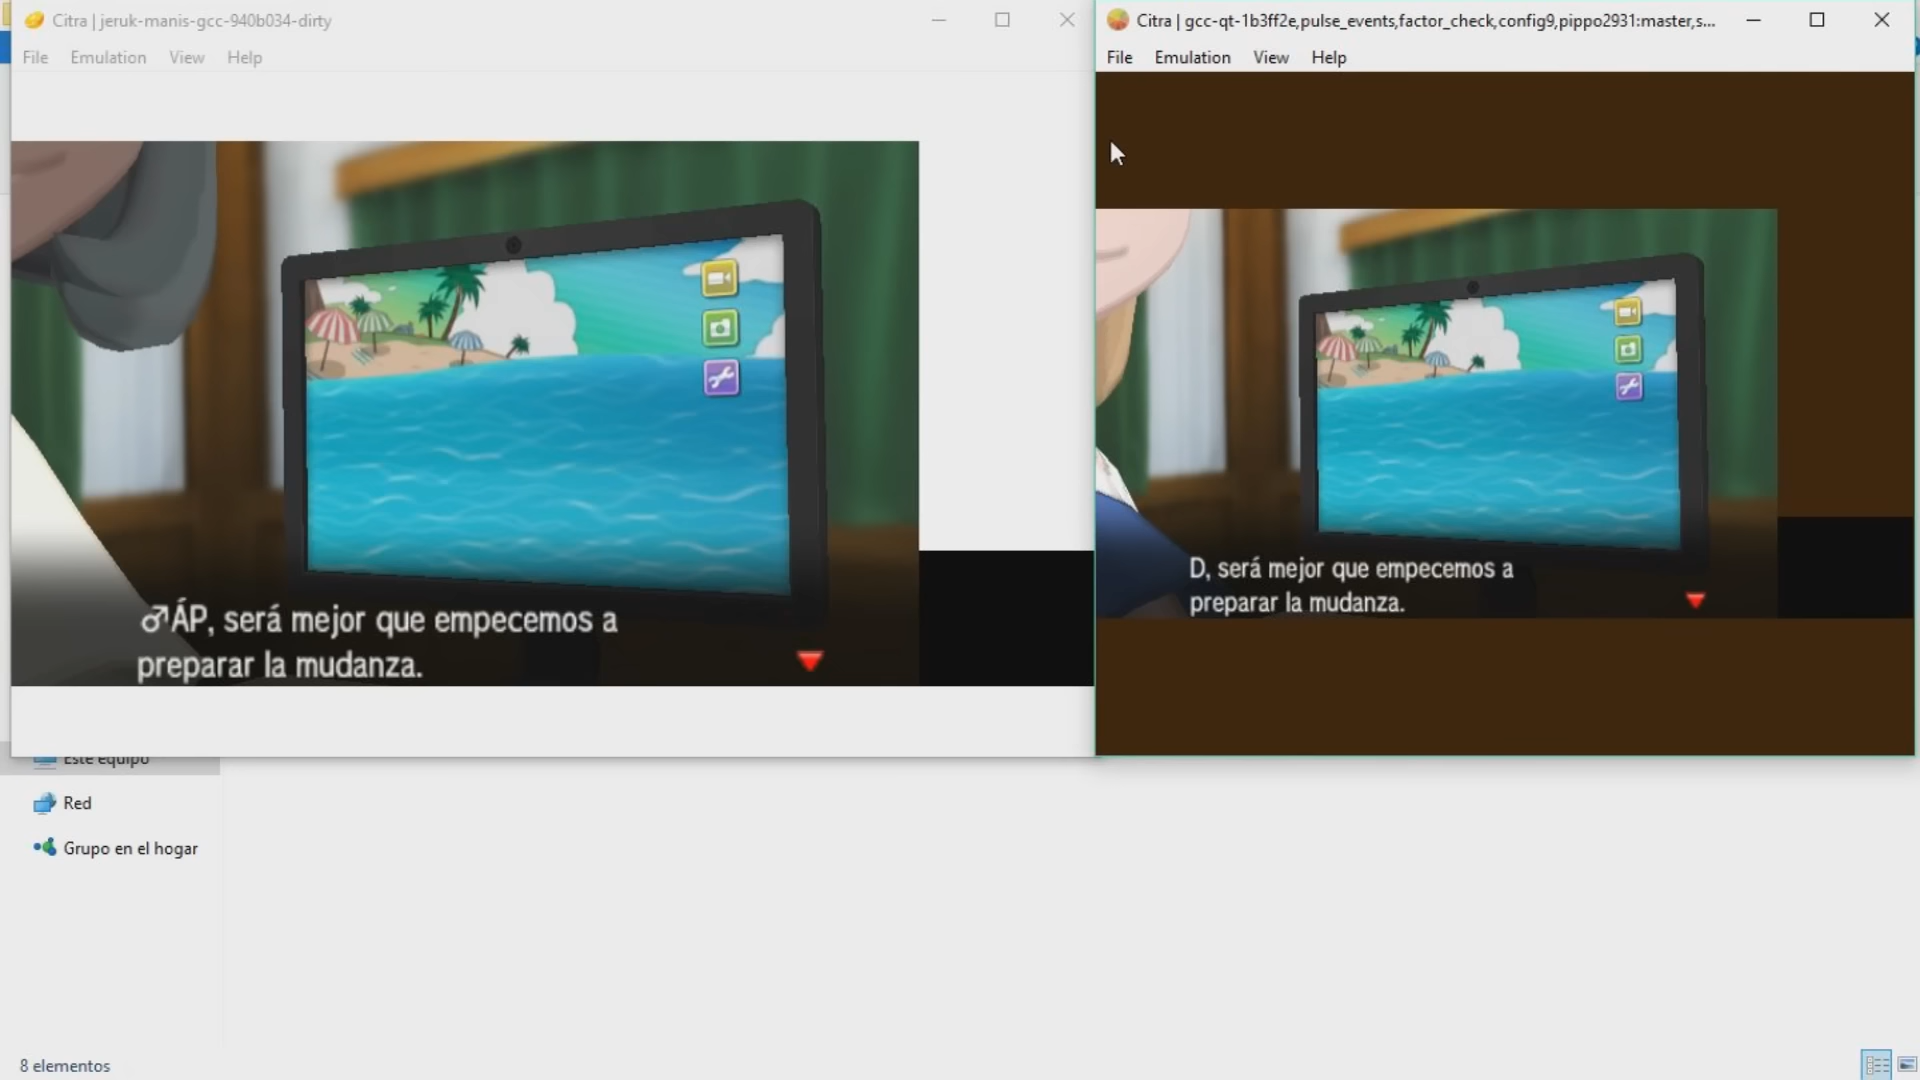 Citra | jeruk-manis-gcc-940b034-dirty
File Emulation View Help
♂ÁP, será mejor que empecemos a
preparar la mudanza.
Citra | gcc-qt-1b3ff2e,pulse_events,factor_check,config9,pippo2931:master,s...
File Emulation View Help
D, será mejor que empecemos a
preparar la mudanza.
Este equipo
Red
Grupo en el hogar
8 elementos